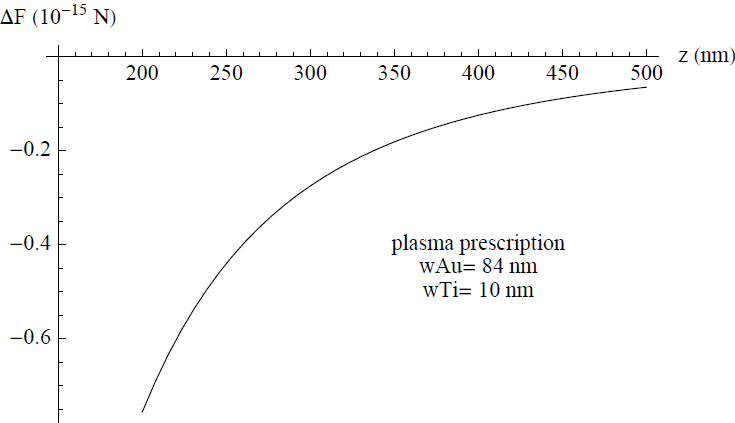 ΔF (10⁻¹⁵ N)
z (nm)
200 250 300 350 400 450 500
−0.2
−0.4
−0.6
plasma prescription
wAu= 84 nm
wTi= 10 nm